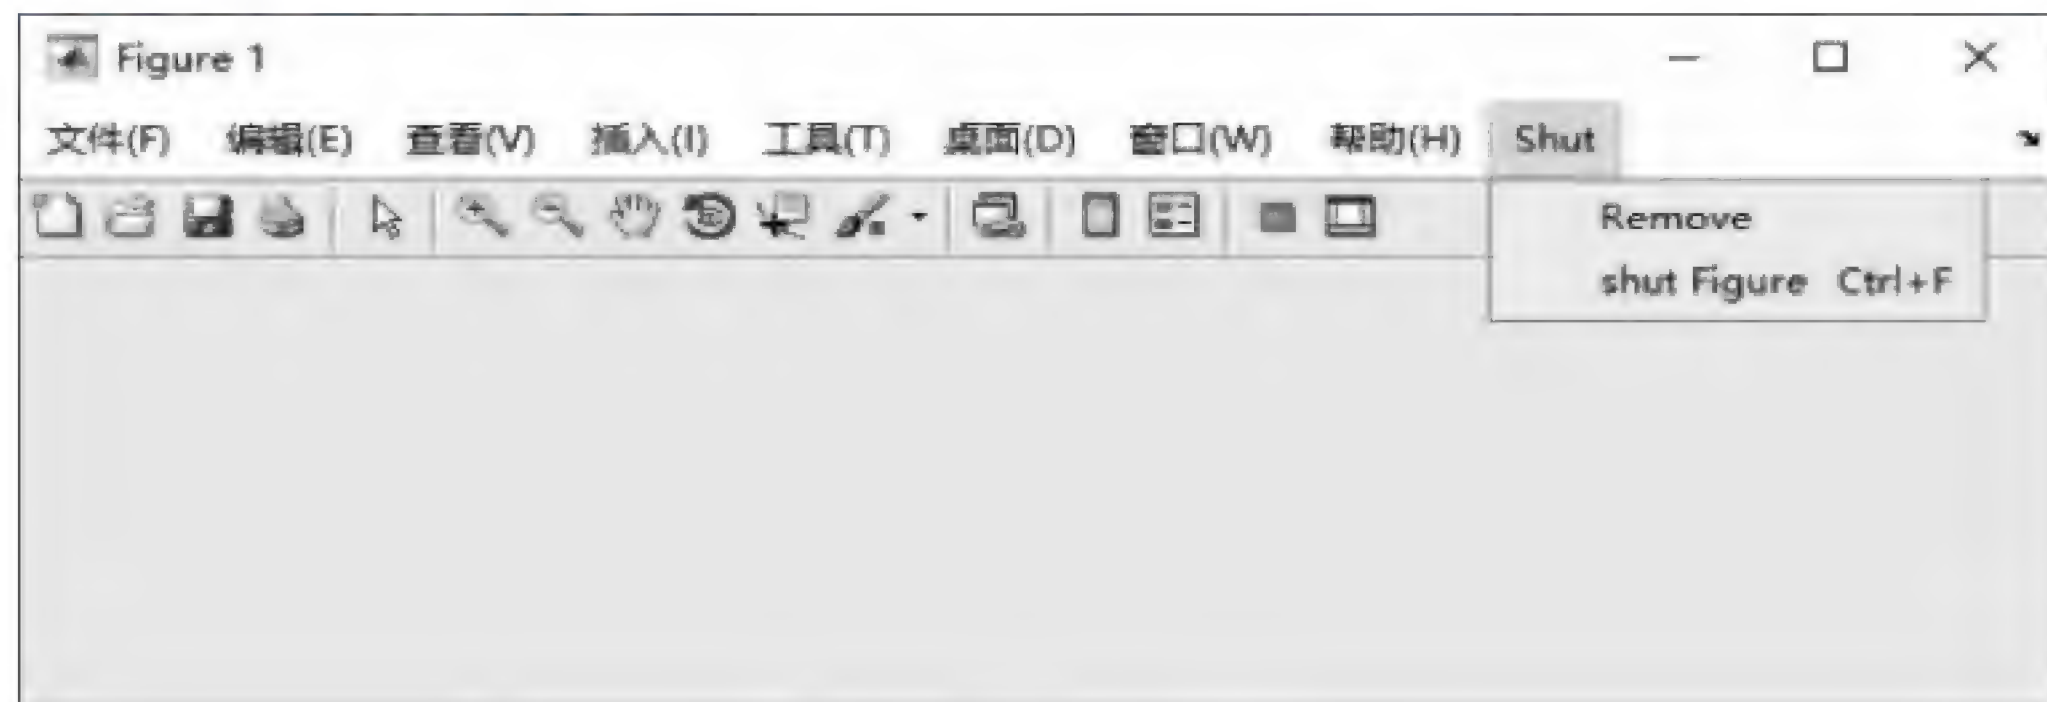 Figure 1
文件(F) 编辑(E) 查看(V) 插入(I) 工具(T) 桌面(D) 窗口(W) 帮助(H) Shut
Remove
shut Figure Ctrl+F